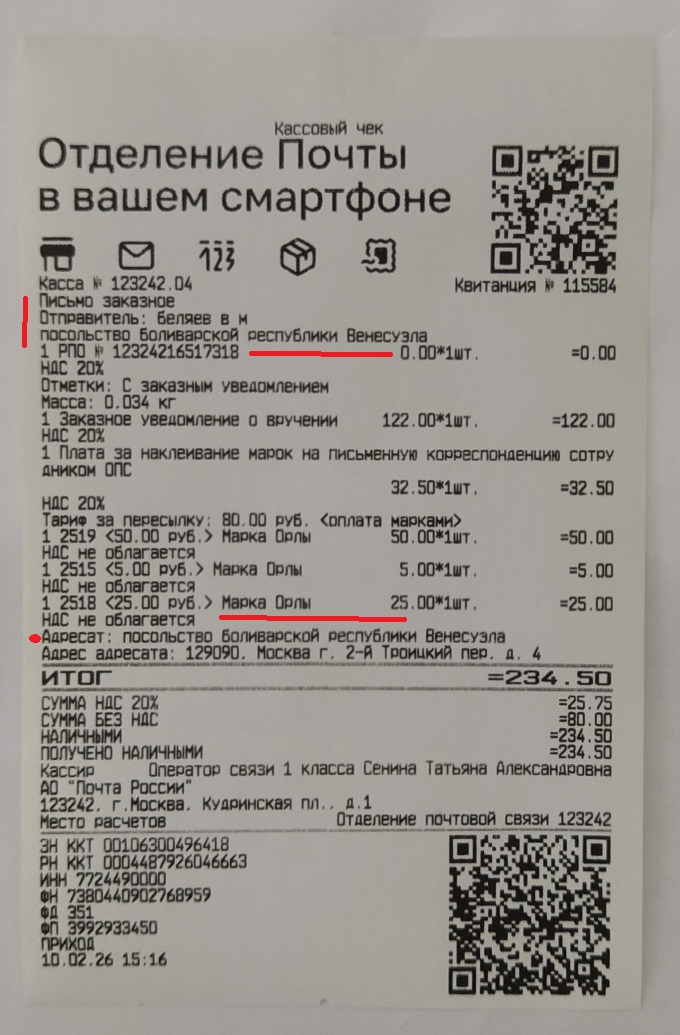 Кассовый чек
Отделение Почты
в вашем смартфоне
123
Касса № 123242.04 Квитанция № 115584
Письмо заказное
Отправитель: беляев в м
посольство Боливарской республики Венесуэла
1 РПО № 12324216517318 0.00*1шт. =0.00
НДС 20%
Отметки: С заказным уведомлением
Масса: 0.034 кг
1 Заказное уведомление о вручении 122.00*1шт. =122.00
НДС 20%
1 Плата за наклеивание марок на письменную корреспонденцию сотру
дником ОПС
32.50*1шт. =32.50
НДС 20%
Тариф за пересылку: 80.00 руб. <оплата марками>
1 2519 <50.00 руб.> Марка Орлы 50.00*1шт. =50.00
НДС не облагается
1 2515 <5.00 руб.> Марка Орлы 5.00*1шт. =5.00
НДС не облагается
1 2518 <25.00 руб.> Марка Орлы 25.00*1шт. =25.00
НДС не облагается
Адресат: посольство Боливарской республики Венесуэла
Адрес адресата: 129090. Москва г. 2-й Троицкий пер. д. 4
ИТОГ =234.50
СУММА НДС 20% =25.75
СУММА БЕЗ НДС =80.00
НАЛИЧНЫМИ =234.50
ПОЛУЧЕНО НАЛИЧНЫМИ =234.50
Кассир Оператор связи 1 класса Сенина Татьяна Александровна
АО "Почта России"
123242. г.Москва. Кудринская пл.. д.1
Место расчетов Отделение почтовой связи 123242
ЗН ККТ 00106300496418
РН ККТ 0004487926046663
ИНН 7724490000
ФН 7380440902768959
ФД 351
ФП 3992933450
ПРИХОД
10.02.26 15:16